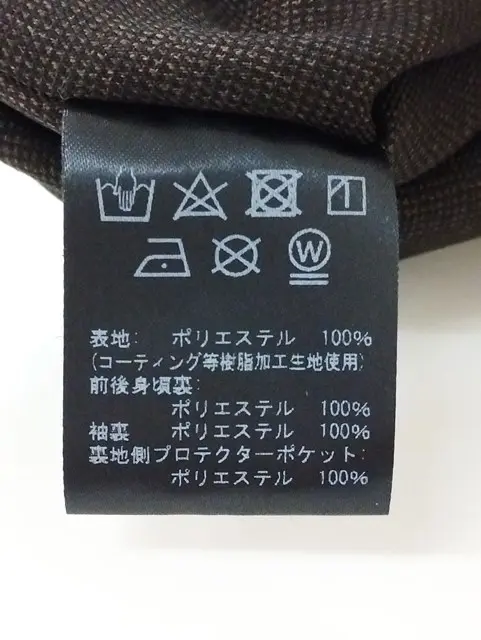 W
表地: ポリエステル 100%
(コーティング等樹脂加工生地使用)
前後身頃裏:
ポリエステル 100%
袖裏 ポリエステル 100%
裏地側プロテクターポケット:
ポリエステル 100%